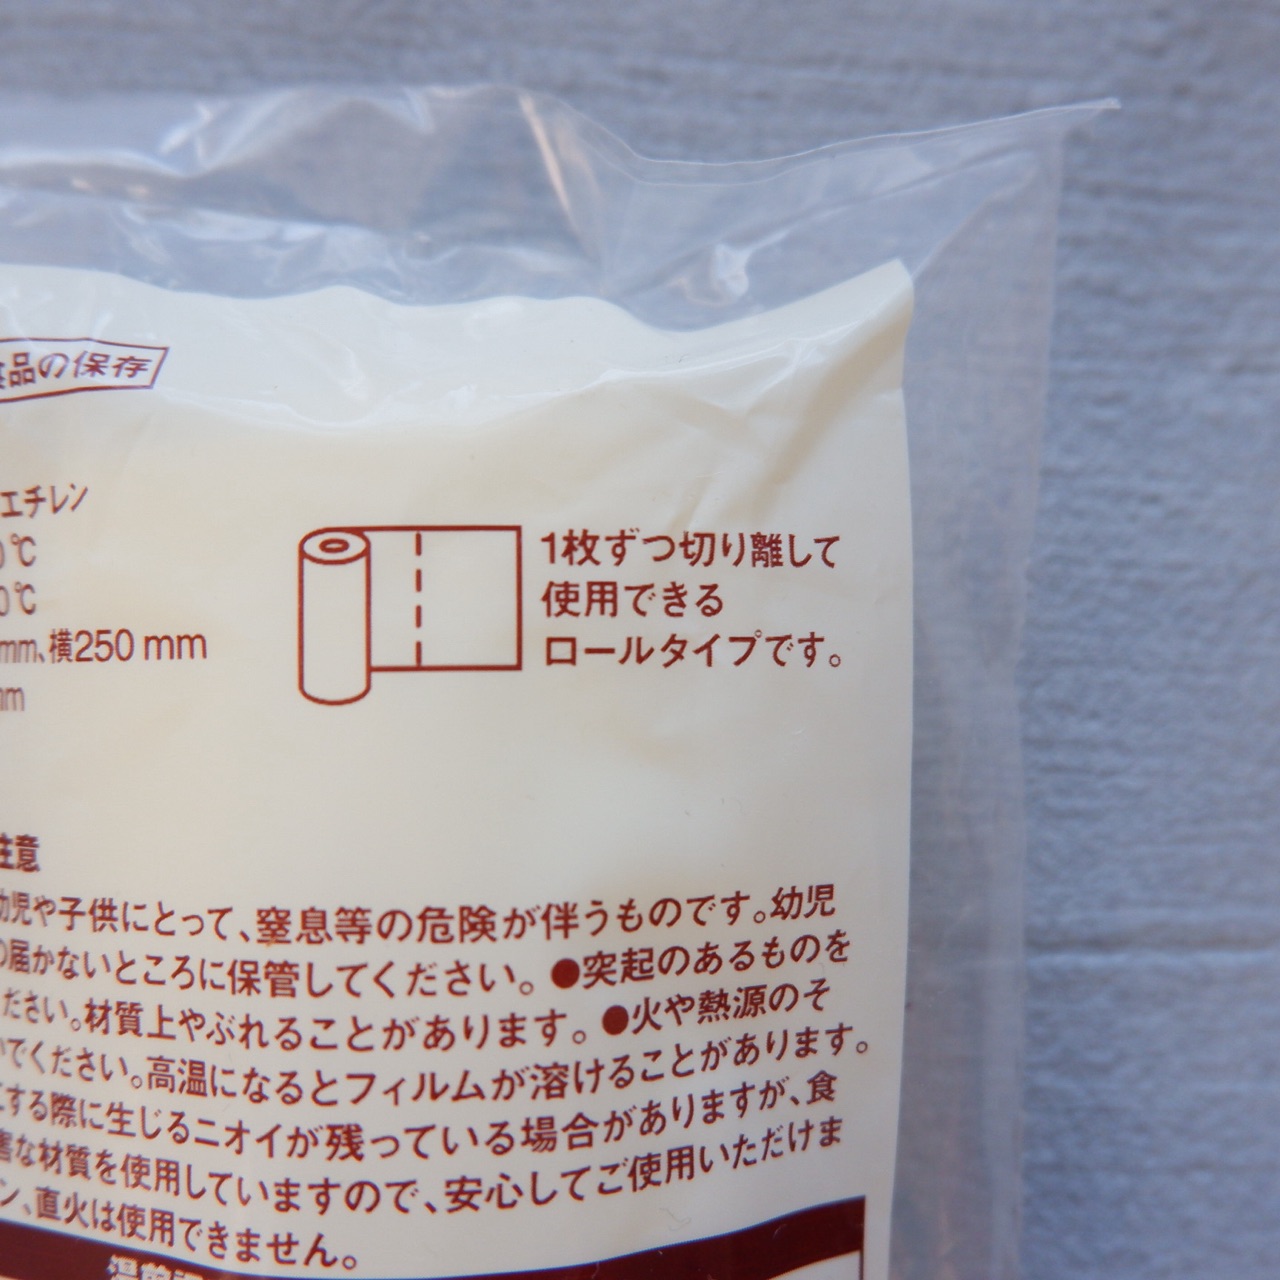 食品の保存
エチレン
0℃
0℃
mm、横250 mm
mm
1枚ずつ切り離して
使用できる
ロールタイプです。
注意
幼児や子供にとって、窒息等の危険が伴うものです。幼児
の届かないところに保管してください。●突起のあるものを
ださい。材質上やぶれることがあります。●火や熱源のそ
いでください。高温になるとフィルムが溶けることがあります。
工する際に生じるニオイが残っている場合がありますが、食
害な材質を使用していますので、安心してご使用いただけま
ン、直火は使用できません。